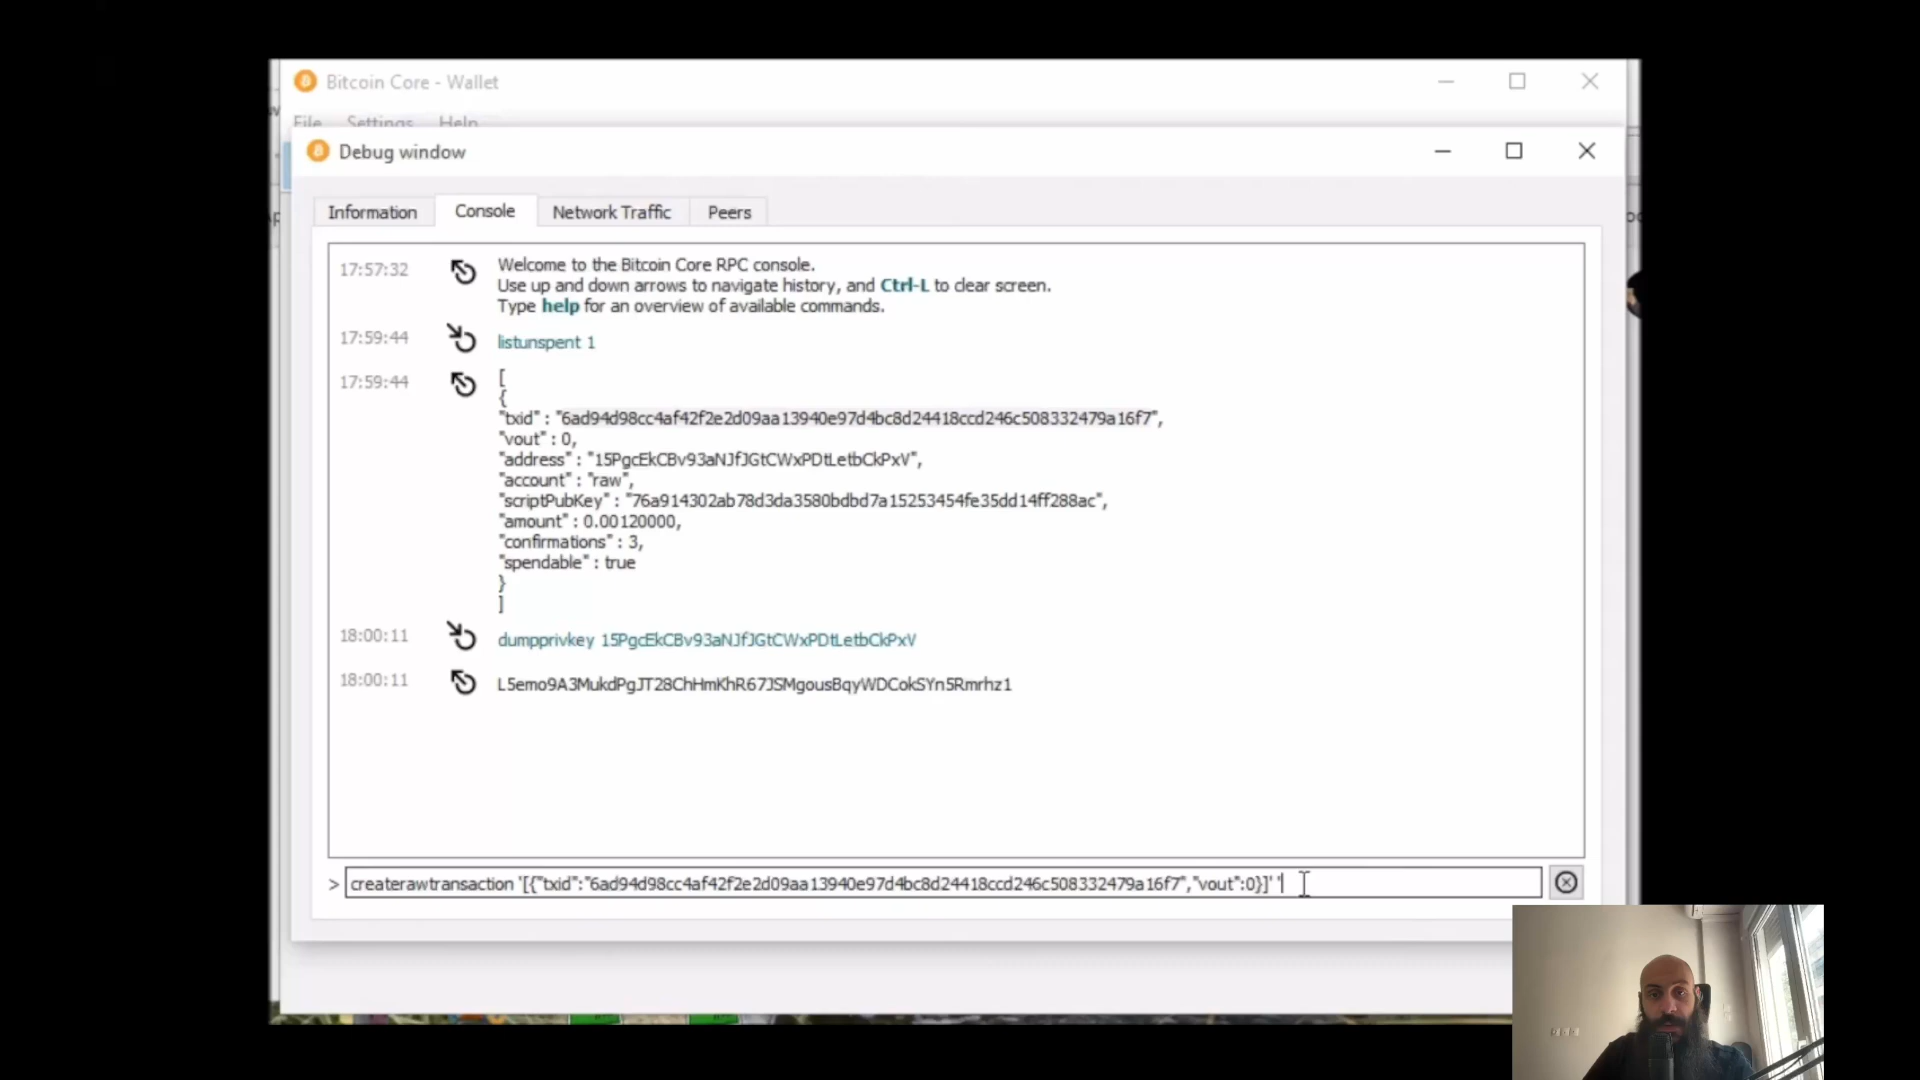 Bitcoin Core - Wallet
File Settings Help
Debug window
Information Console Network Traffic Peers
17:57:32 Welcome to the Bitcoin Core RPC console.
Use up and down arrows to navigate history, and Ctrl-L to clear screen.
Type help for an overview of available commands.
17:59:44 listunspent 1
17:59:44 [
{
"txid" : "6ad94d98cc4af42f2e2d09aa13940e97d4bc8d24418ccd246c508332479a16f7",
"vout" : 0,
"address" : "15PgcEkCBv93aNJfJGtCWxPDtLetbCkPxV",
"account" : "raw",
"scriptPubKey" : "76a914302ab78d3da3580bdbd7a15253454fe35dd14ff288ac",
"amount" : 0.00120000,
"confirmations" : 3,
"spendable" : true
}
]
18:00:11 dumpprivkey 15PgcEkCBv93aNJfJGtCWxPDtLetbCkPxV
18:00:11 L5emo9A3MukdPgJT28ChHmKhR67JSMgousBqyWDCokSYn5Rmrhz1
> createrawtransaction '[{"txid":"6ad94d98cc4af42f2e2d09aa13940e97d4bc8d24418ccd246c508332479a16f7","vout":0}]' '